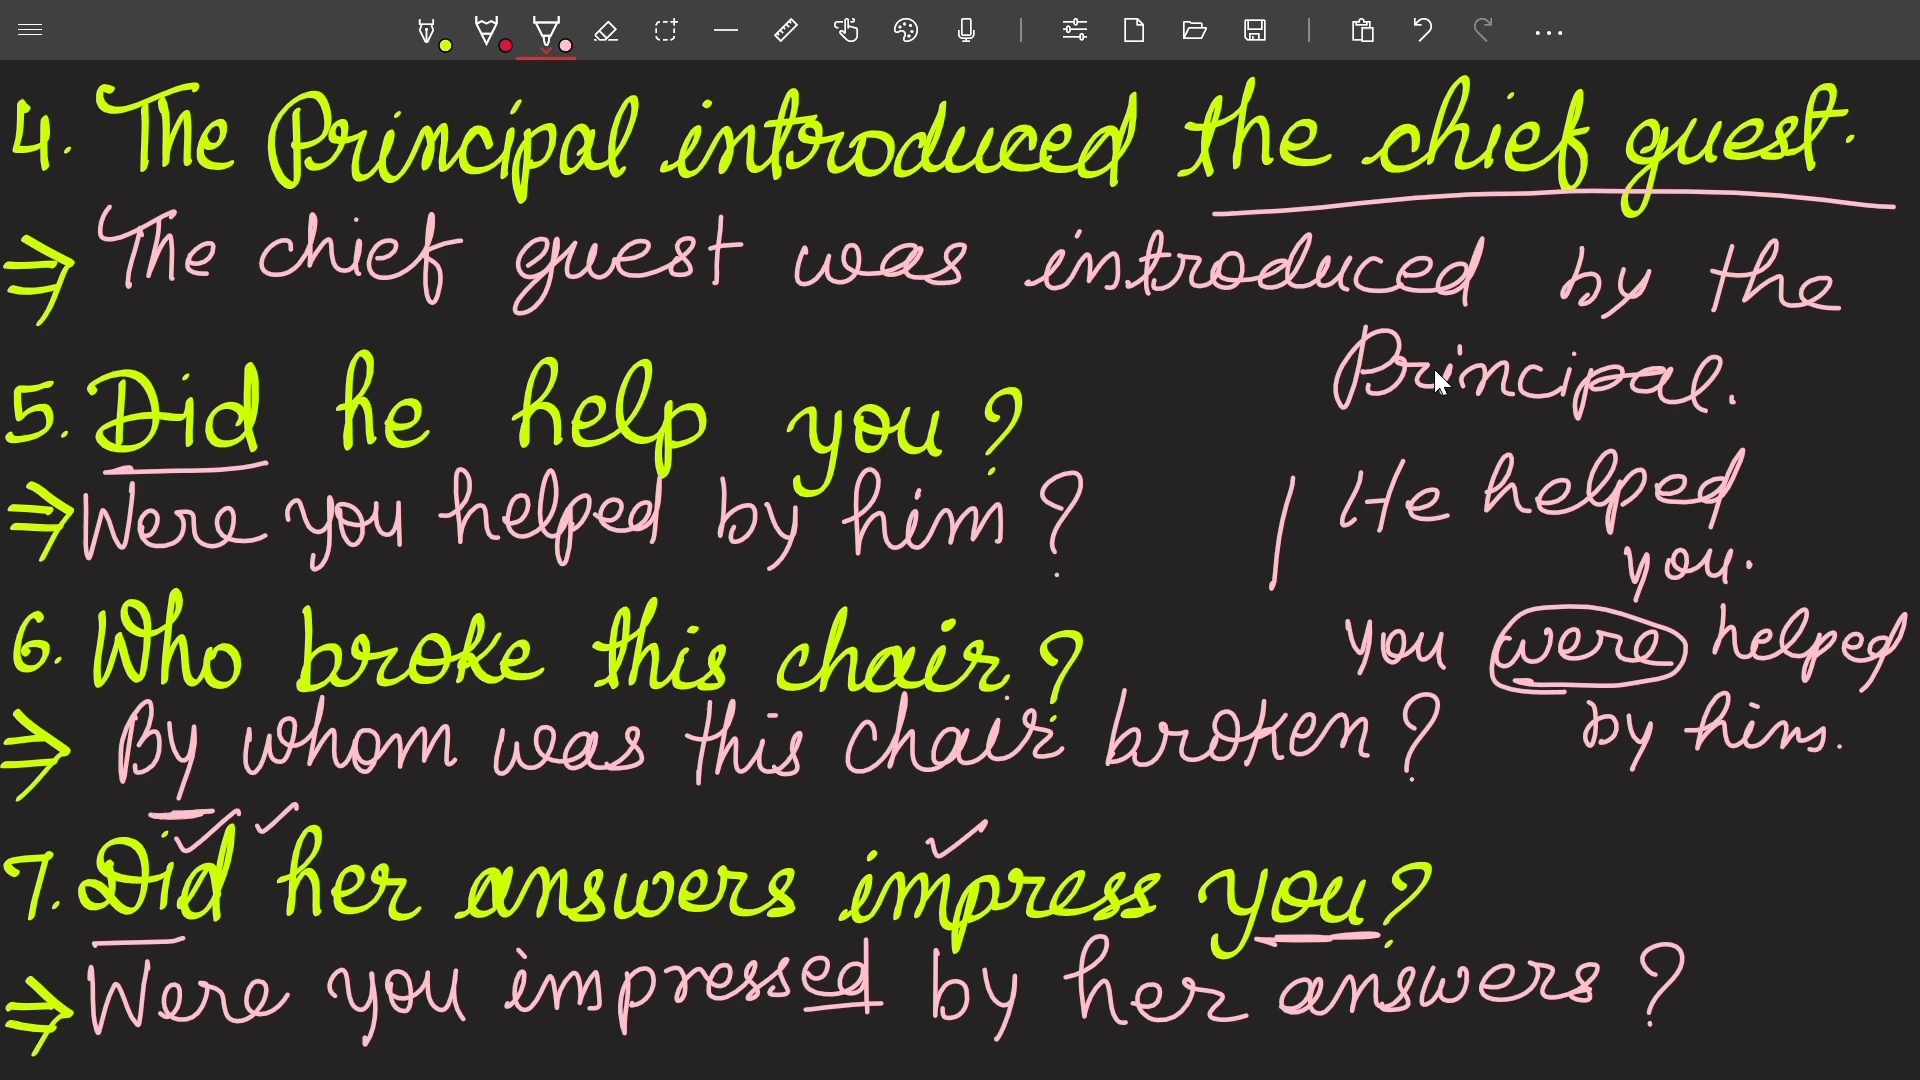 4. The Principal introduced the chief guest.
⇒ The chief guest was introduced by the
Principal.
5. Did he help you?
⇒ Were you helped by him?
He helped
you.
you were helped
by him.
6. Who broke this chair?
⇒ By whom was this chair broken?
7. Did her answers impress you?
⇒ Were you impressed by her answers?